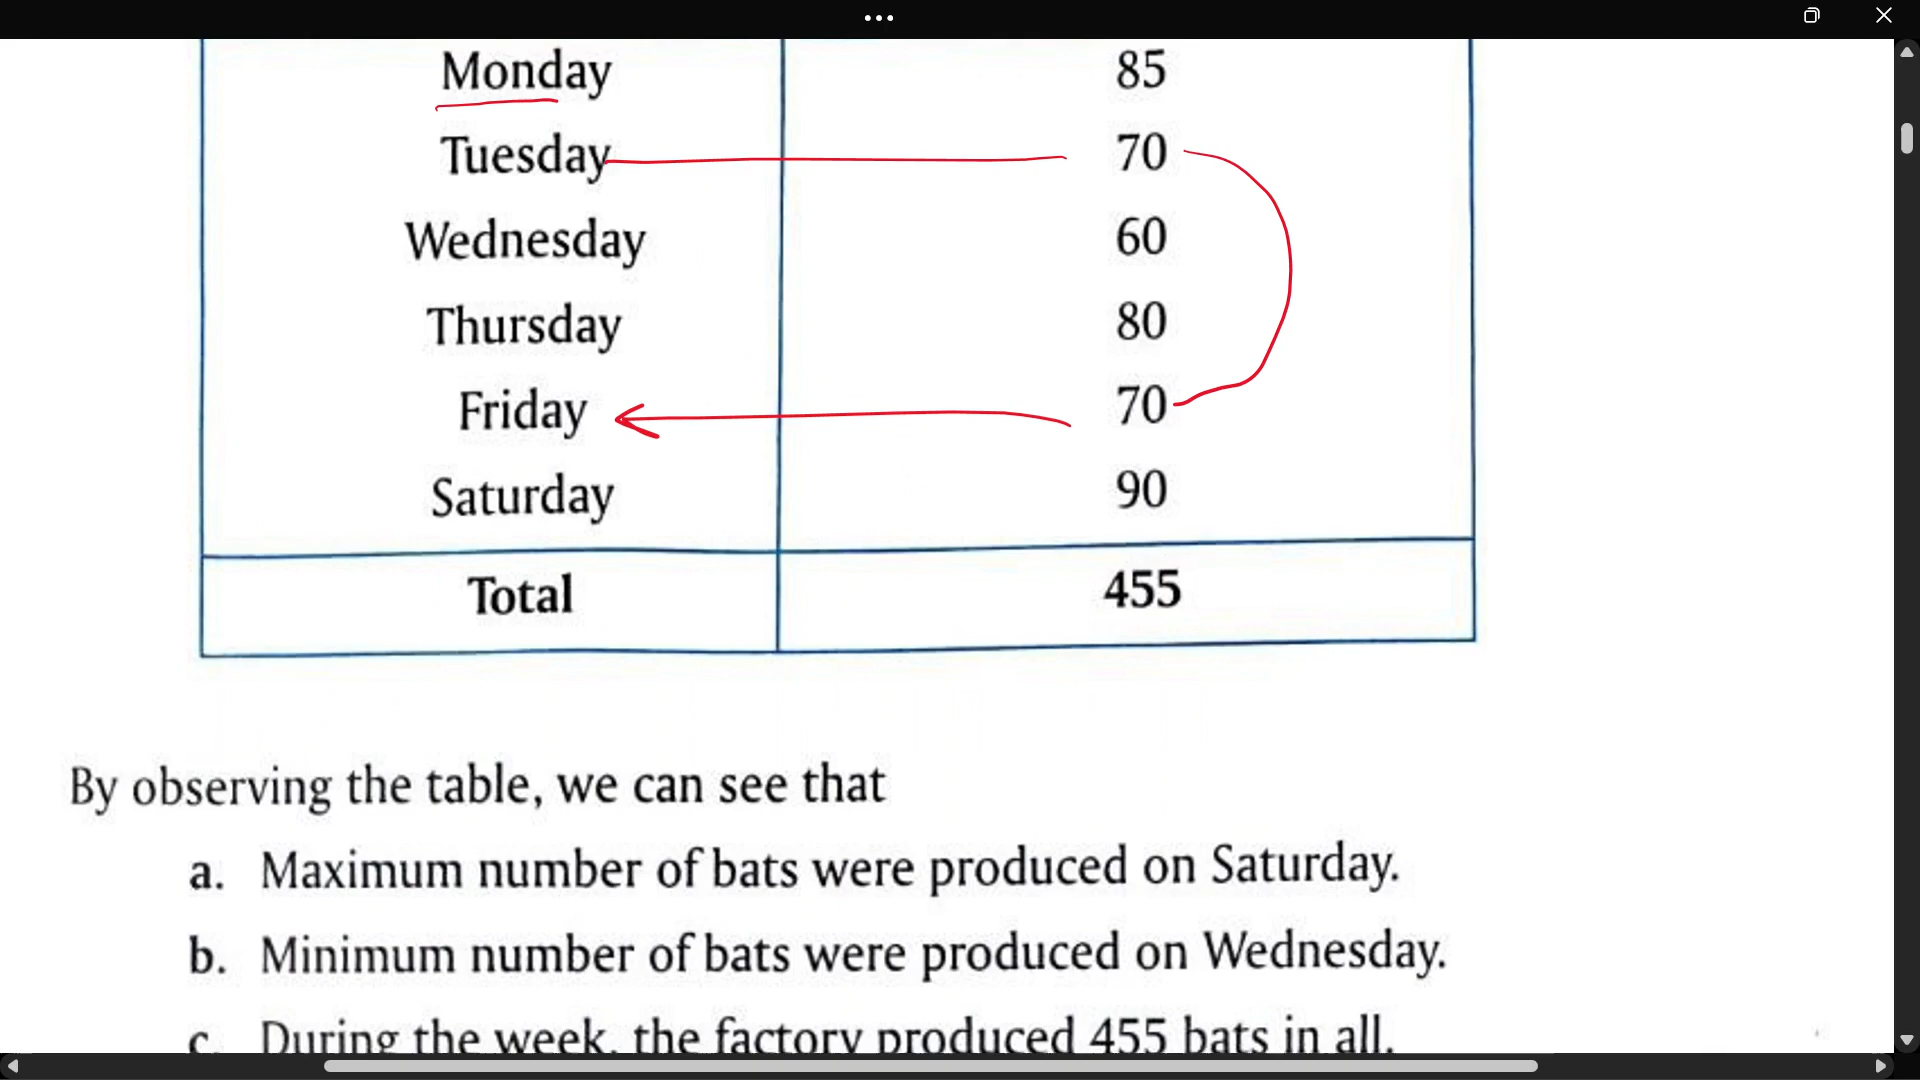 Monday 85
Tuesday 70
Wednesday 60
Thursday 80
Friday 70
Saturday 90
Total 455
By observing the table, we can see that
a. Maximum number of bats were produced on Saturday.
b. Minimum number of bats were produced on Wednesday.
c. During the week, the factory produced 455 bats in all.